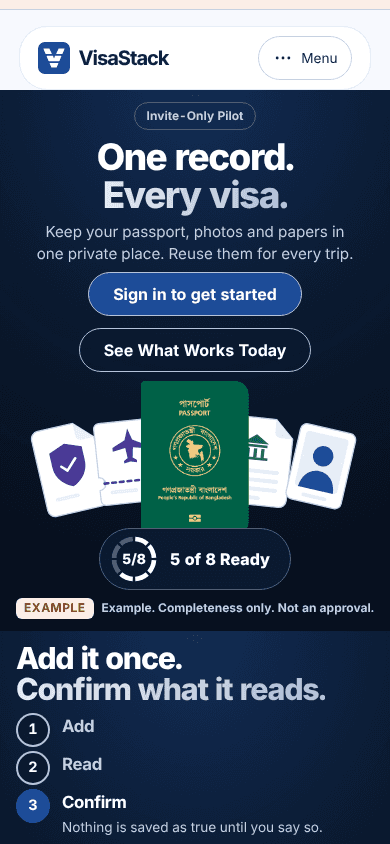 VisaStack
Menu
Invite-Only Pilot
One record.
Every visa.
Keep your passport, photos and papers in
one private place. Reuse them for every trip.
Sign in to get started
See What Works Today
পাসপোর্ট
PASSPORT
গণপ্রজাতন্ত্রী বাংলাদেশ
People's Republic of Bangladesh
5/8
5 of 8 Ready
EXAMPLE
Example. Completeness only. Not an approval.
Add it once.
Confirm what it reads.
1
Add
2
Read
3
Confirm
Nothing is saved as true until you say so.